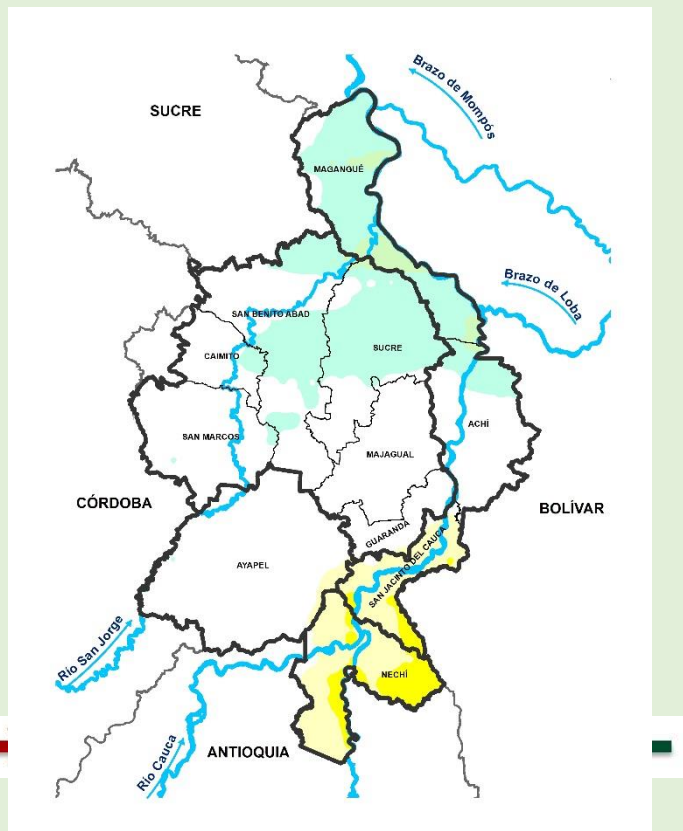 Brazo de Mompós
SUCRE
MAGANGUÉ
Brazo de Loba
SAN BENITO ABAD
SUCRE
CAIMITO
ACHÍ
SAN MARCOS
MAJAGUAL
CÓRDOBA
BOLÍVAR
GUARANDA
SAN JACINTO DEL CAUCA
AYAPEL
Río San Jorge
NECHÍ
ANTIOQUIA
Río Cauca